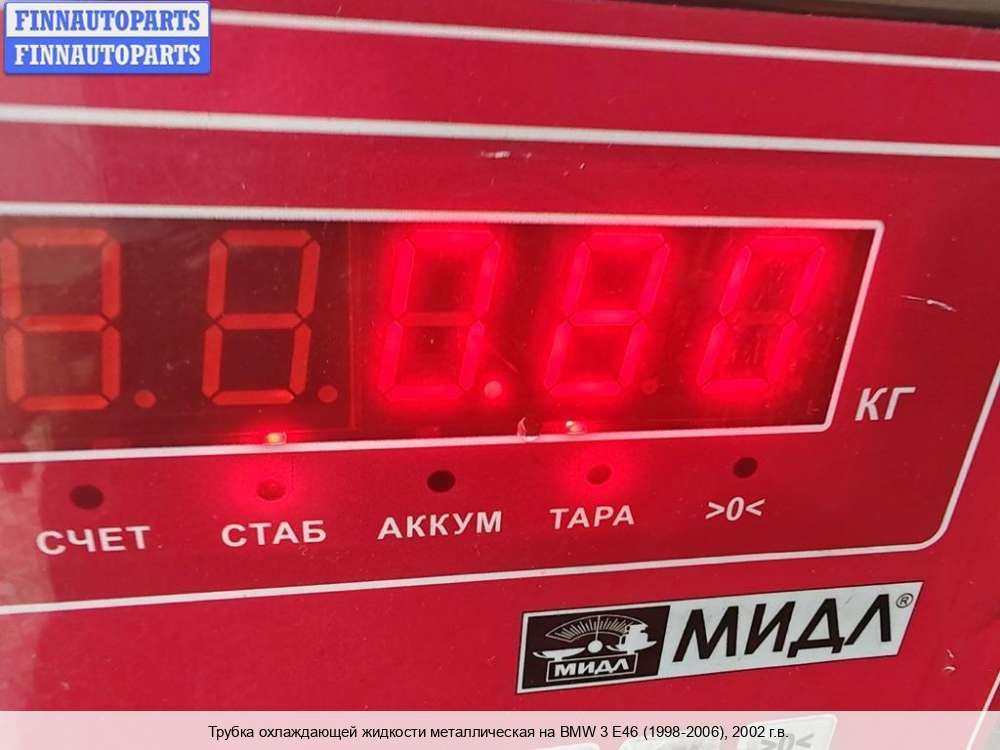 FINNAUTOPARTS
FINNAUTOPARTS
КГ
СЧЕТ СТАБ АККУМ ТАРА >0<
МИДЛ МИДЛ®
>0<
Трубка охлаждающей жидкости металлическая на BMW 3 E46 (1998-2006), 2002 г.в.